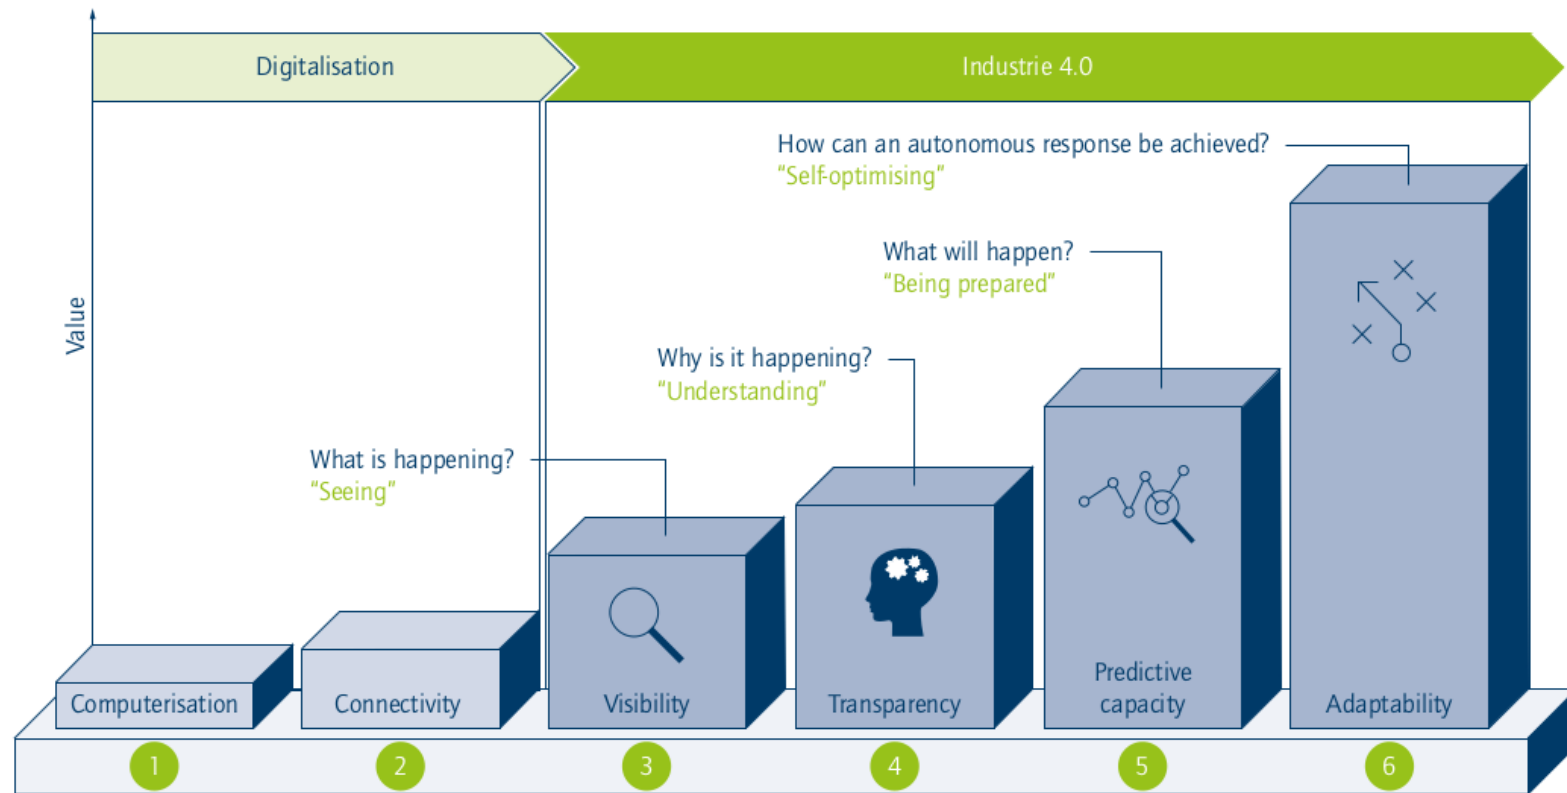 Digitalisation
Industrie 4.0
Value
How can an autonomous response be achieved?
“Self-optimising”
What will happen?
“Being prepared”
Why is it happening?
“Understanding”
What is happening?
“Seeing”
Computerisation
Connectivity
Visibility
Transparency
Predictive
capacity
Adaptability
1
2
3
4
5
6